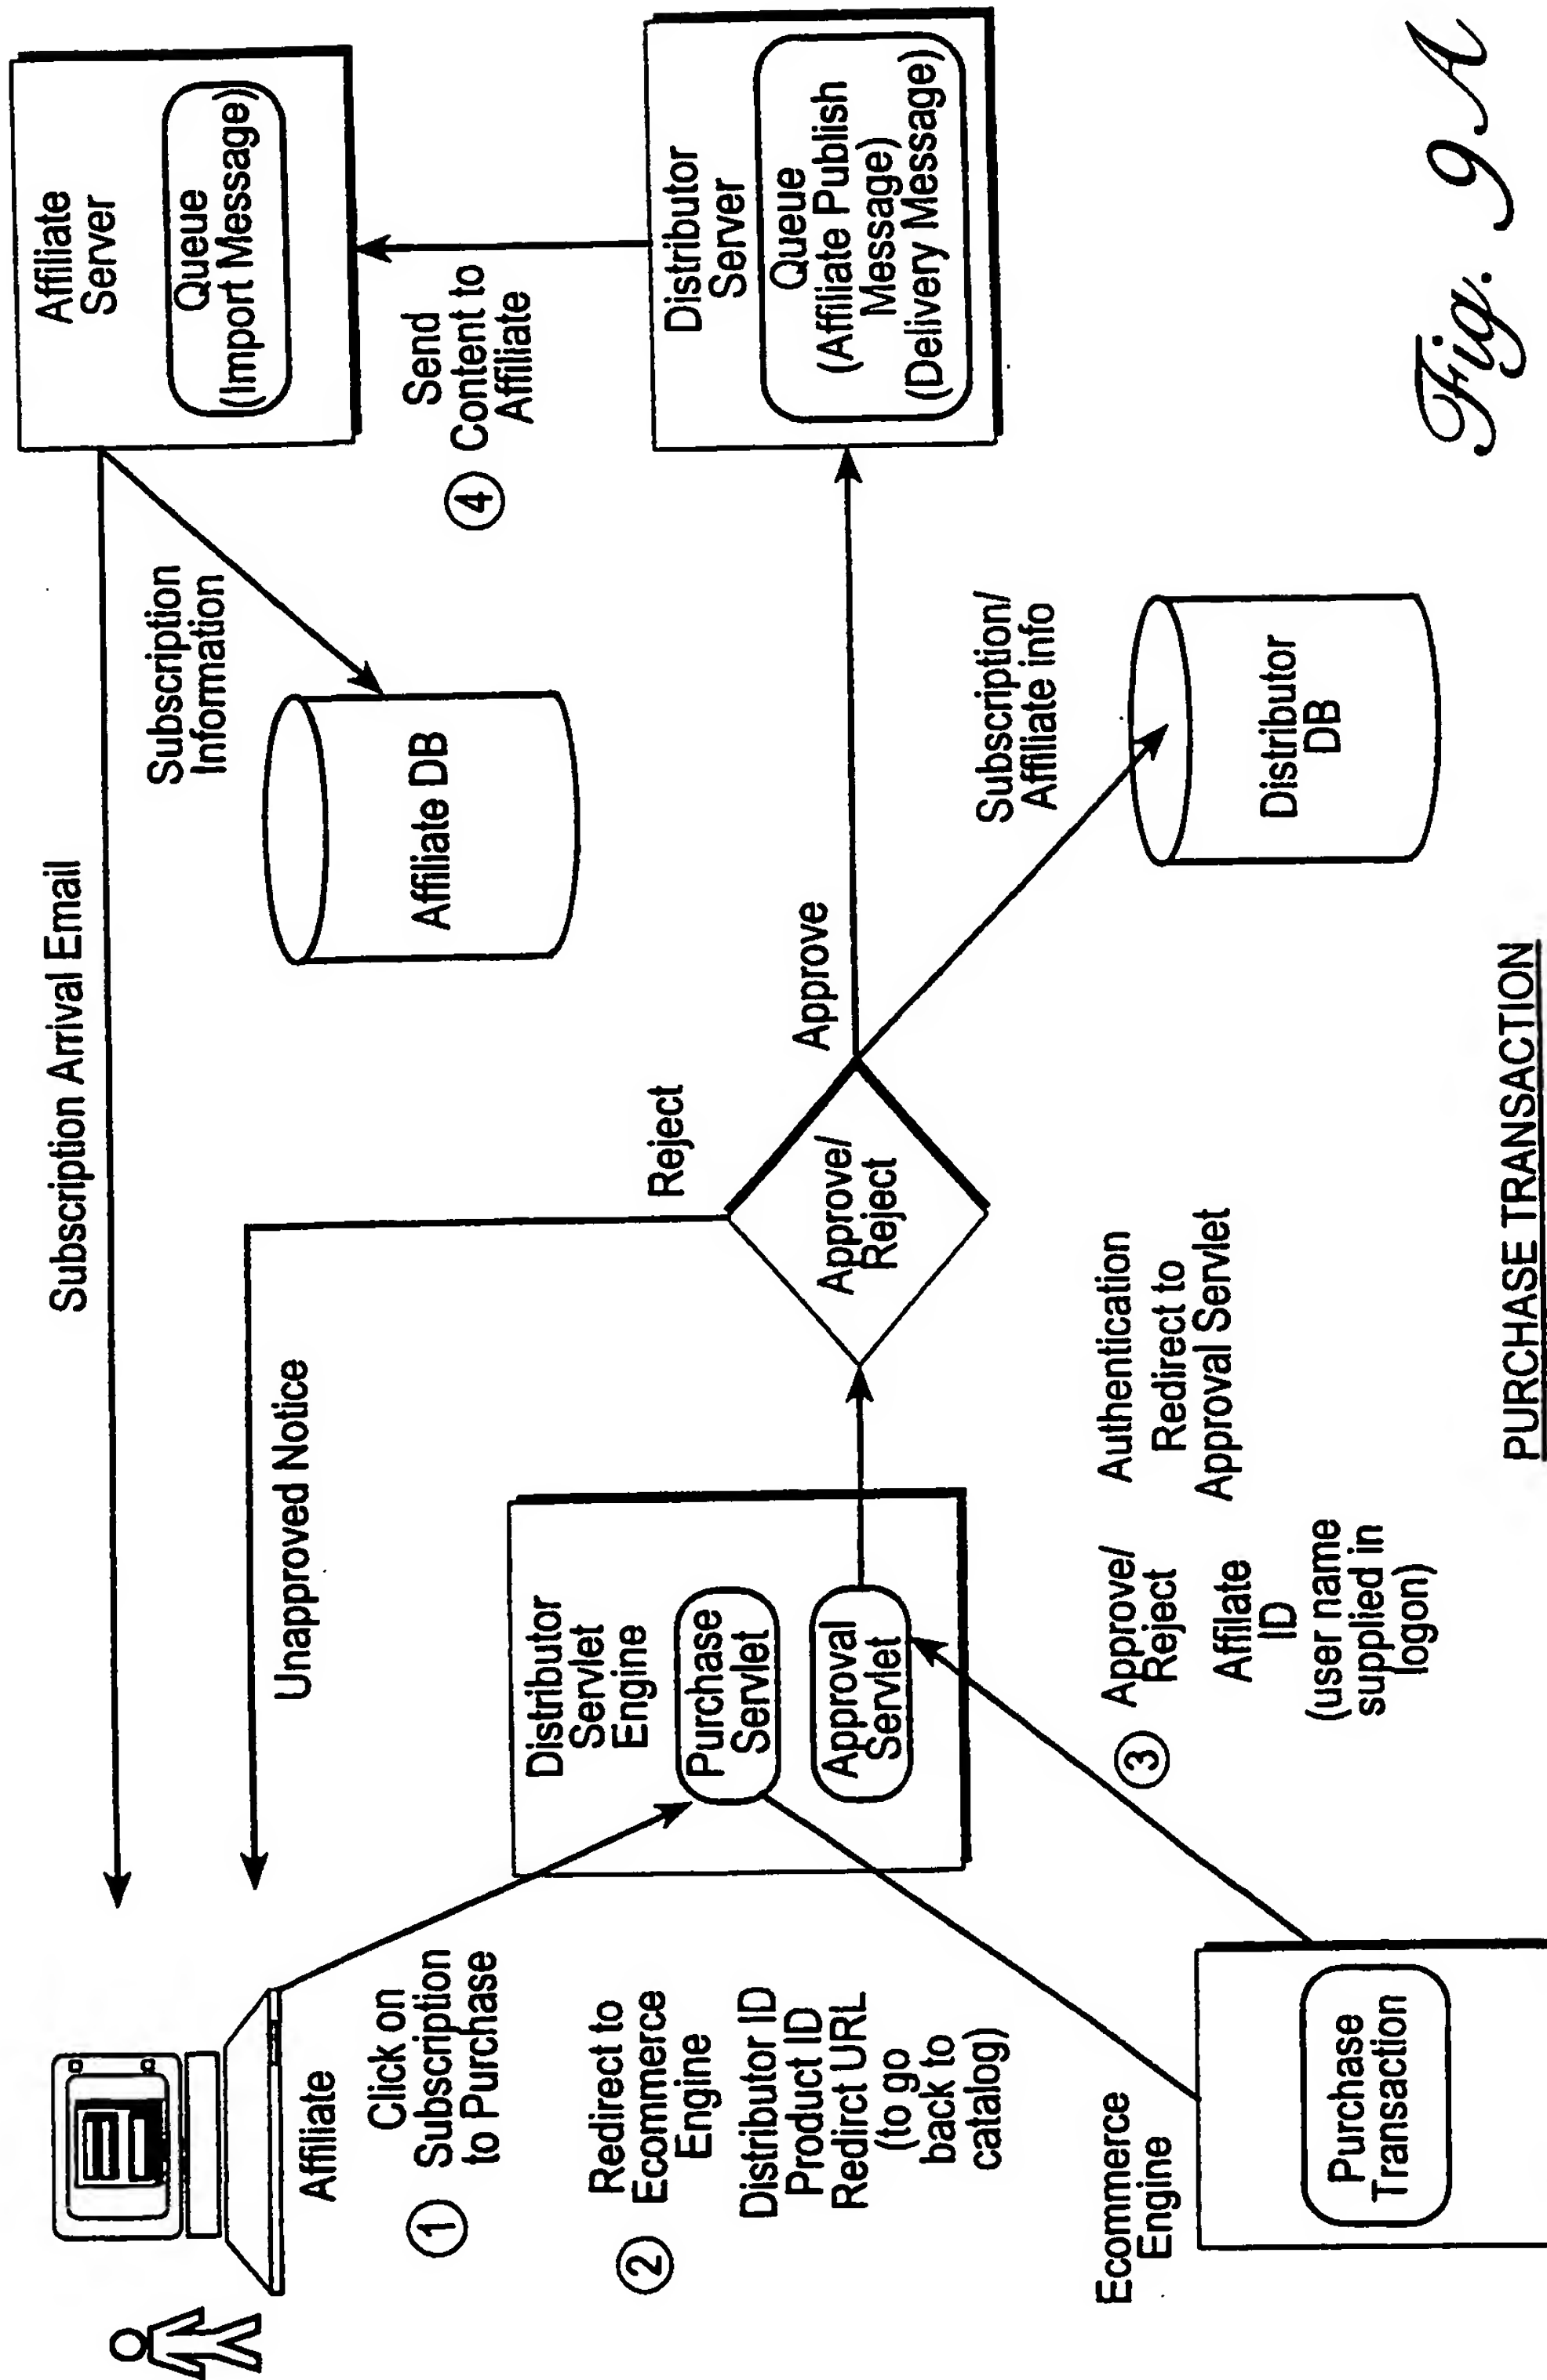 Subscription Arrival Email
Affiliate
Server
Queue
(Import Message)
Unapproved Notice
Subscription
Information
Affiliate DB
Affiliate
① Click on
Subscription
to Purchase
④ Send
Content to
Affiliate
② Redirect to
Ecommerce
Engine
Distributor ID
Product ID
Redirct URL
(to go
back to
catalog)
Distributor
Servlet
Engine
Purchase
Servlet
Approval
Servlet
Reject
Approve/
Reject
Approve
Distributor
Server
Queue
(Affiliate Publish
Message)
(Delivery Message)
Subscription/
Affiliate info
Distributor
DB
Ecommerce
Engine
Purchase
Transaction
③ Approve/
Reject
Affilate
ID
(user name
supplied in
logon)
Authentication
Redirect to
Approval Servlet
PURCHASE TRANSACTION
Fig. 9A